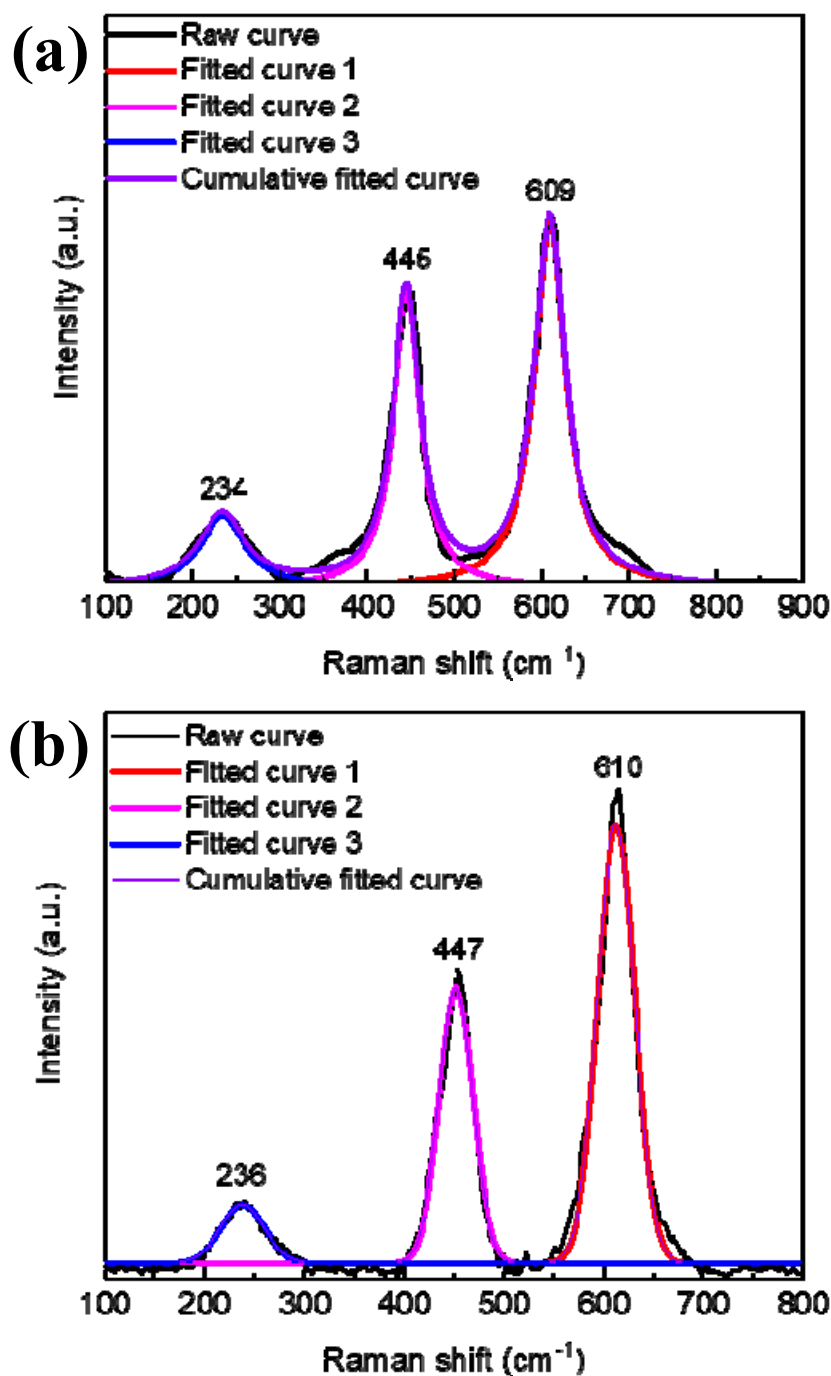 (a)
Raw curve
Fitted curve 1
Fitted curve 2
Fitted curve 3
Cumulative fitted curve
609
445
234
Intensity (a.u.)
100 200 300 400 500 600 700 800 900
Raman shift (cm⁻¹)
(b)
Raw curve
Fitted curve 1
Fitted curve 2
Fitted curve 3
Cumulative fitted curve
610
447
236
Intensity (a.u.)
100 200 300 400 500 600 700 800
Raman shift (cm⁻¹)